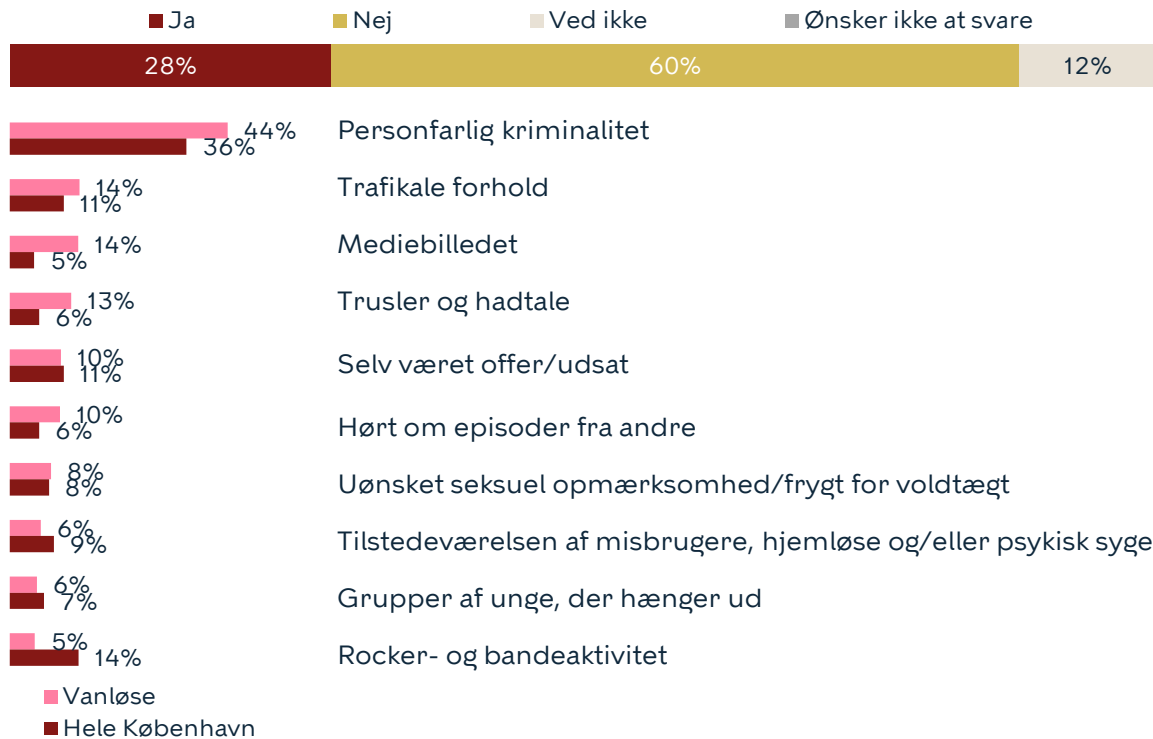 Ja Nej Ved ikke Ønsker ikke at svare
28% 60% 12%
44% Personfarlig kriminalitet
36%
14% Trafikale forhold
11%
14% Mediebilledet
5%
13% Trusler og hadtale
6%
10% Selv været offer/udsat
11%
10% Hørt om episoder fra andre
6%
8% Uønsket seksuel opmærksomhed/frygt for voldtægt
8%
6% Tilstedeværelsen af misbrugere, hjemløse og/eller psykisk syge
9%
6% Grupper af unge, der hænger ud
7%
5% Rocker- og bandeaktivitet
14%
Vanløse
Hele København